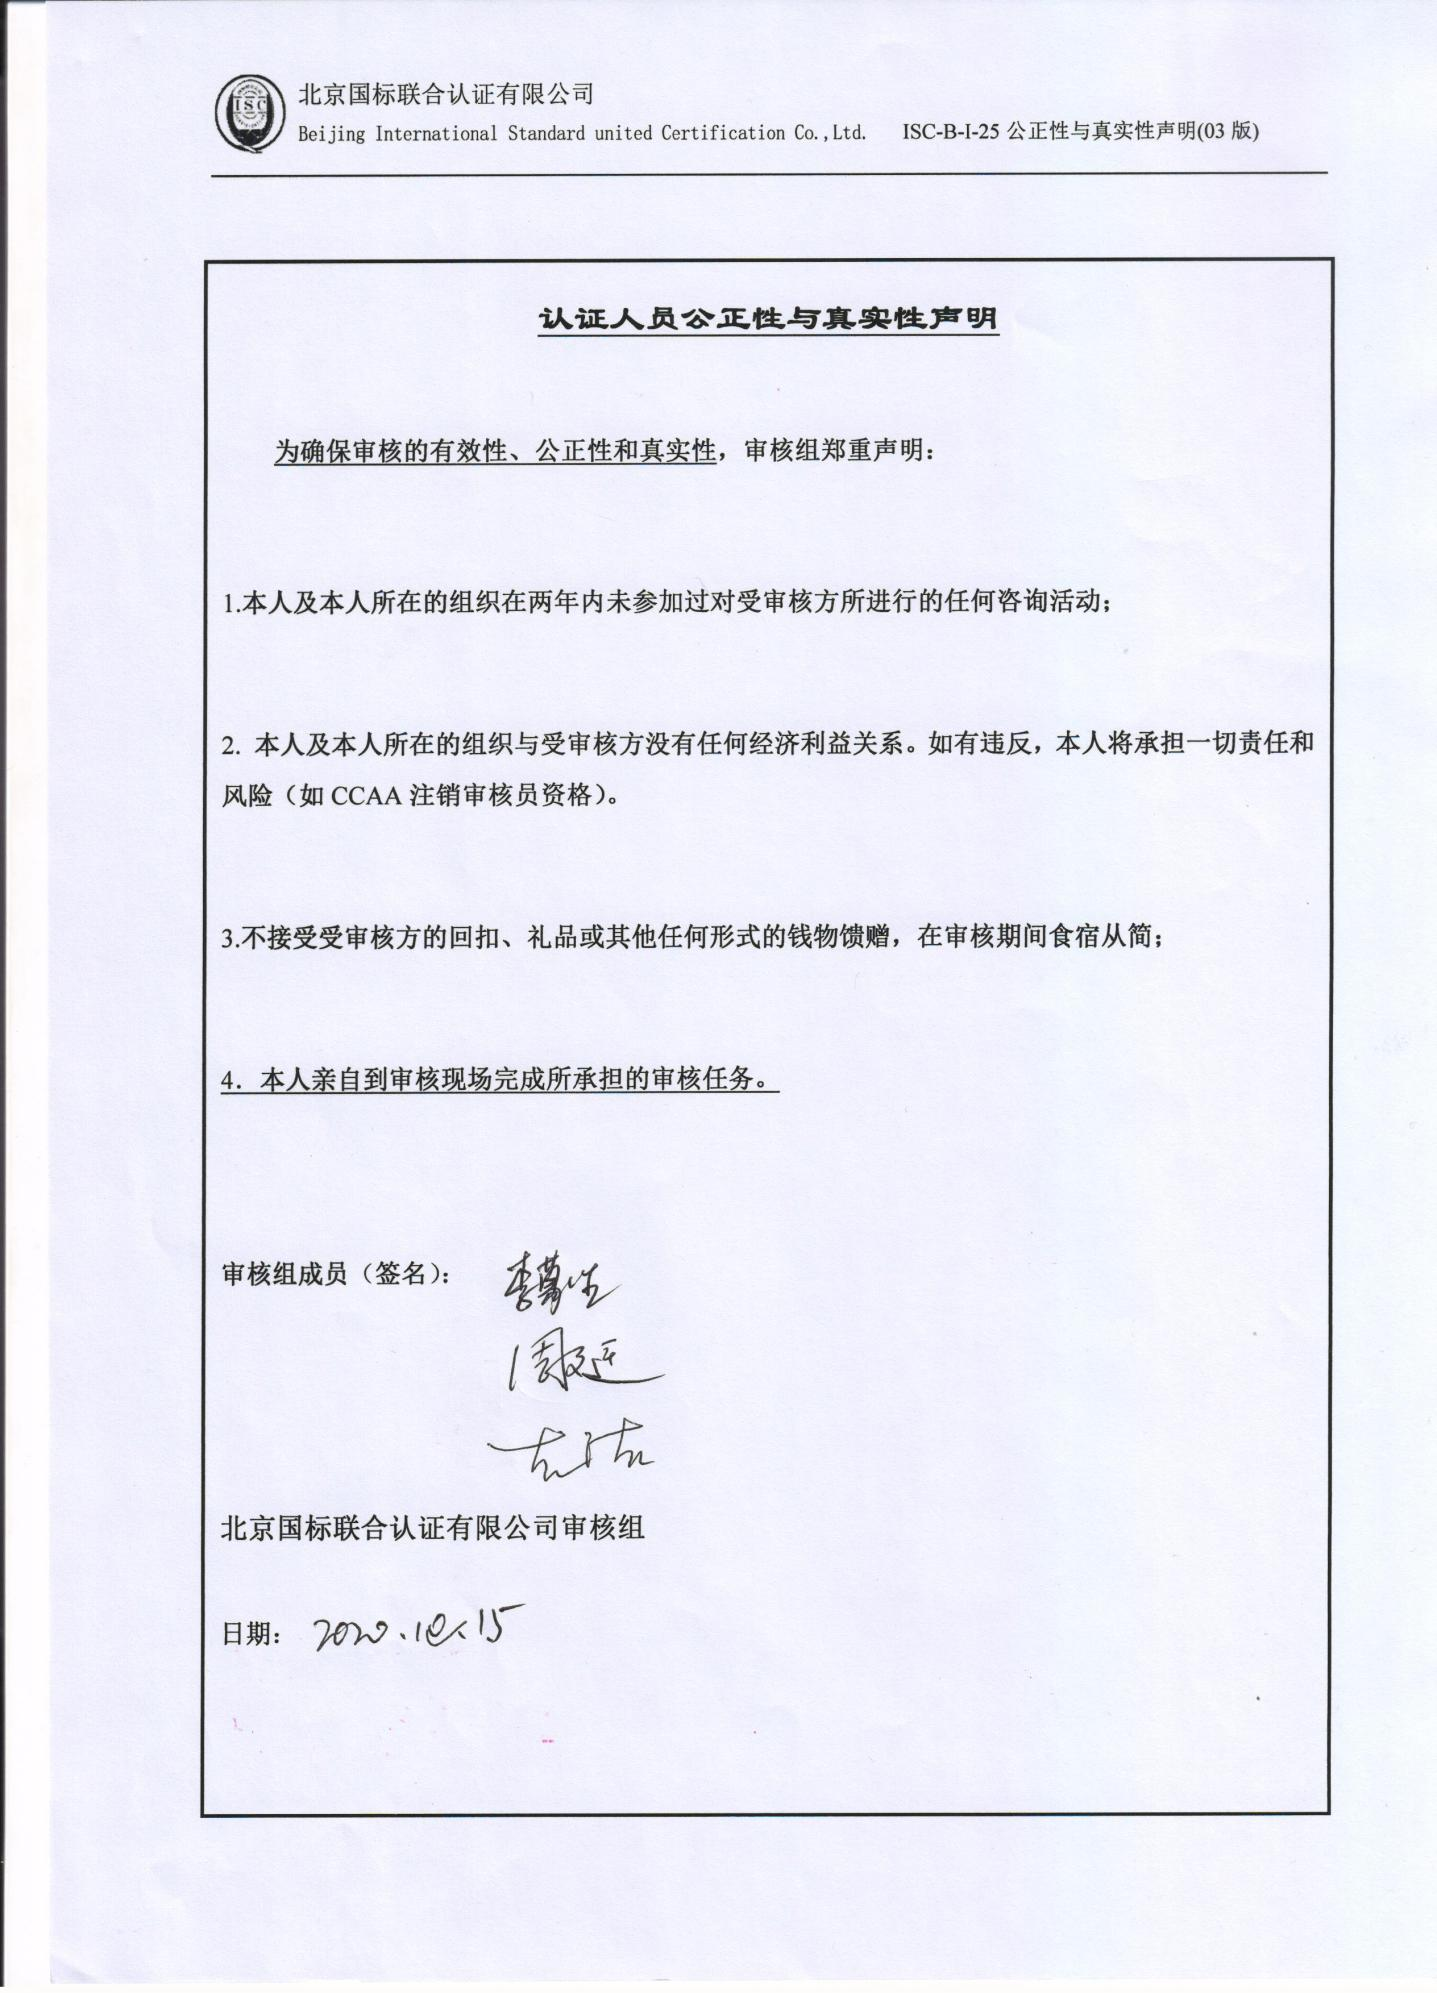 ISC
北京国标联合认证有限公司
Beijing International Standard united Certification Co.,Ltd. ISC-B-I-25 公正性与真实性声明(03 版)
认证人员公正性与真实性声明
为确保审核的有效性、公正性和真实性，审核组郑重声明：
1.本人及本人所在的组织在两年内未参加过对受审核方所进行的任何咨询活动；
2. 本人及本人所在的组织与受审核方没有任何经济利益关系。如有违反，本人将承担一切责任和
风险（如 CCAA 注销审核员资格）。
3.不接受受审核方的回扣、礼品或其他任何形式的钱物馈赠，在审核期间食宿从简；
4．本人亲自到审核现场完成所承担的审核任务。
审核组成员（签名）：
北京国标联合认证有限公司审核组
日期： 2020.10.15